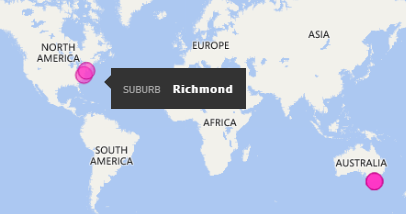 NORTH
AMERICA
EUROPE
ASIA
SUBURB Richmond
AFRICA
SOUTH
AMERICA
AUSTRALIA